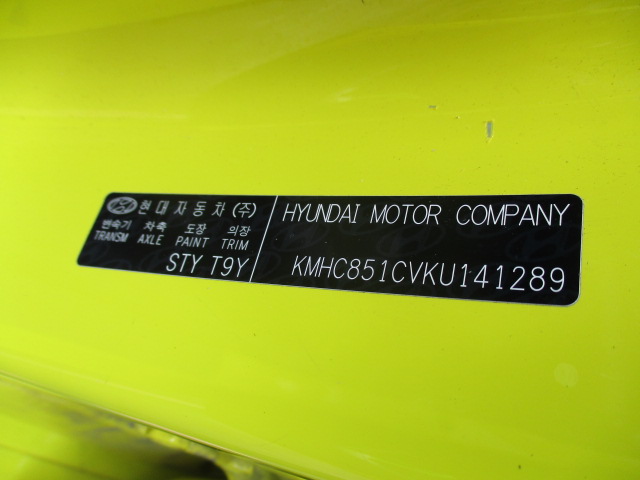 현대자동차(주)
변속기 차축 도장 의장
TRANSM AXLE PAINT TRIM
STY T9Y
HYUNDAI MOTOR COMPANY
KMHC851CVKU141289